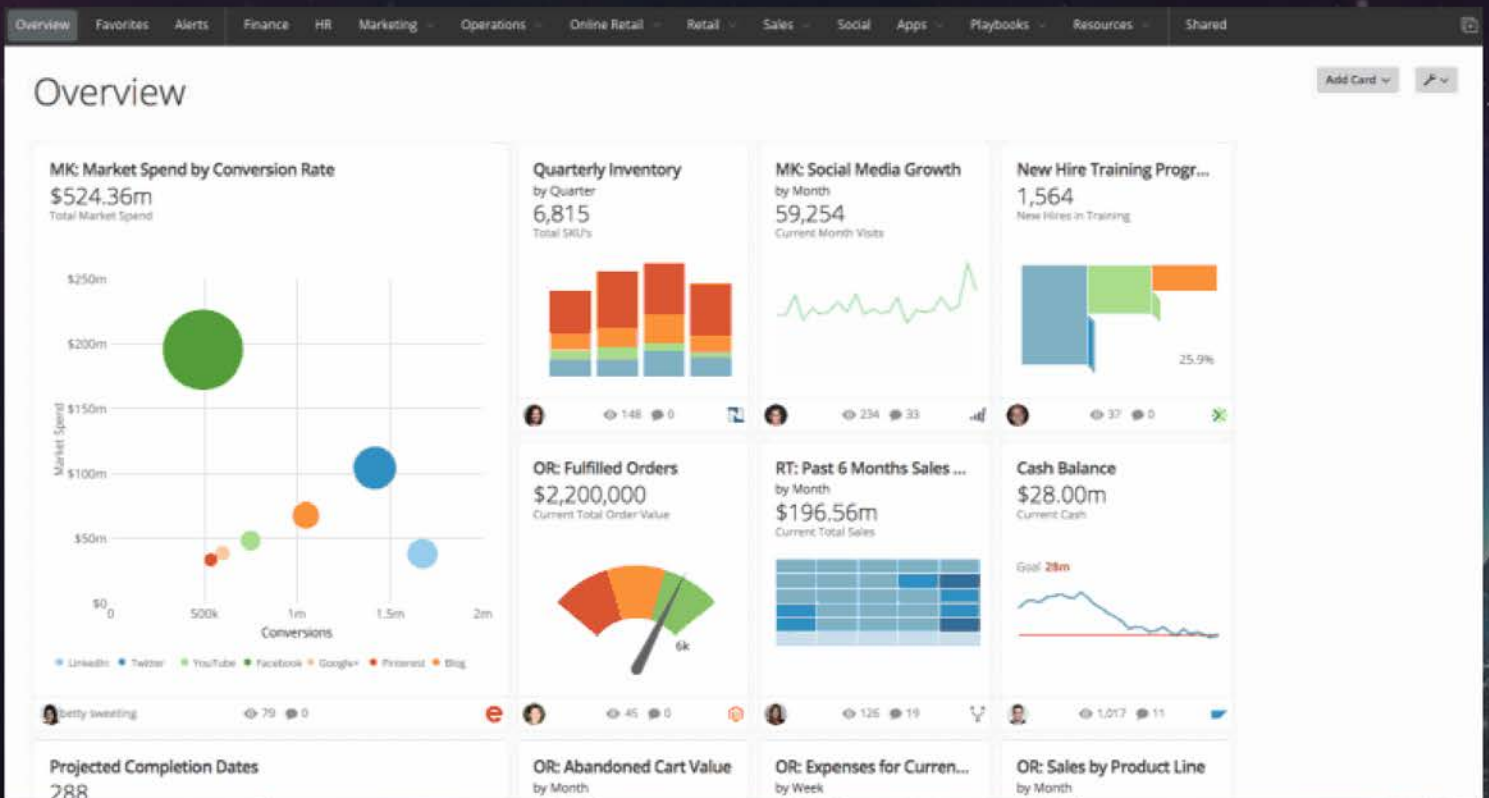 Overview Favorites Alerts Finance HR Marketing Operations Online Retail Retail Sales Social Apps Playbooks Resources Shared
Overview
Add Card
MK: Market Spend by Conversion Rate
$524.36m
Total Market Spend
$250m
$200m
$150m
$100m
$50m
$0
Market Spend
0 500k 1m 1.5m 2m
Conversions
LinkedIn Twitter YouTube Facebook Google+ Pinterest Blog
betty sweeting
79 0
Quarterly Inventory
by Quarter
6,815
Total SKU's
148 0
MK: Social Media Growth
by Month
59,254
Current Month Visits
234 33
New Hire Training Progr...
1,564
New Hires in Training
25.9%
37 0
OR: Fulfilled Orders
$2,200,000
Current Total Order Value
6k
45 0
RT: Past 6 Months Sales ...
by Month
$196.56m
Current Total Sales
126 19
Cash Balance
$28.00m
Current Cash
Goal 28m
1,017 11
Projected Completion Dates
288
OR: Abandoned Cart Value
by Month
OR: Expenses for Curren...
by Week
OR: Sales by Product Line
by Month